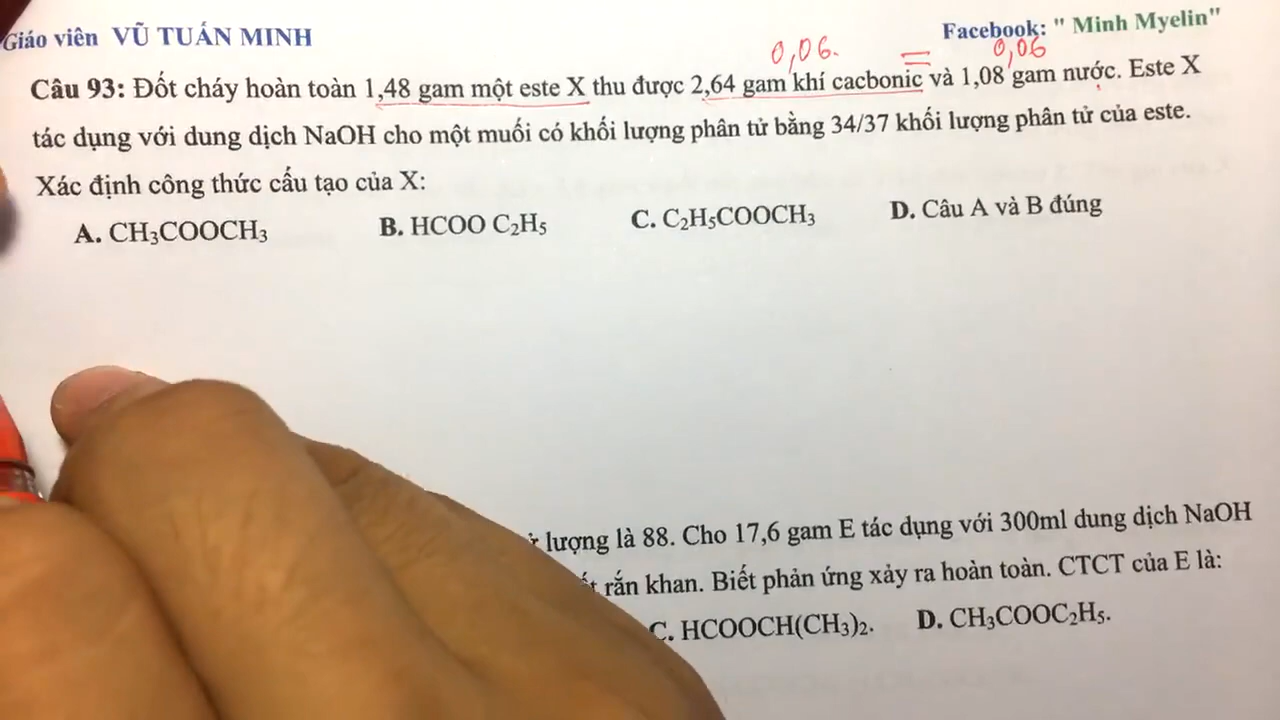 Giáo viên VŨ TUẤN MINH
Facebook: " Minh Myelin"
0,06. = 0,06
Câu 93: Đốt cháy hoàn toàn 1,48 gam một este X thu được 2,64 gam khí cacbonic và 1,08 gam nước. Este X
tác dụng với dung dịch NaOH cho một muối có khối lượng phân tử bằng 34/37 khối lượng phân tử của este.
Xác định công thức cấu tạo của X:
A. CH₃COOCH₃ B. HCOO C₂H₅ C. C₂H₅COOCH₃ D. Câu A và B đúng
lượng là 88. Cho 17,6 gam E tác dụng với 300ml dung dịch NaOH
rắn khan. Biết phản ứng xảy ra hoàn toàn. CTCT của E là:
C. HCOOCH(CH₃)₂. D. CH₃COOC₂H₅.